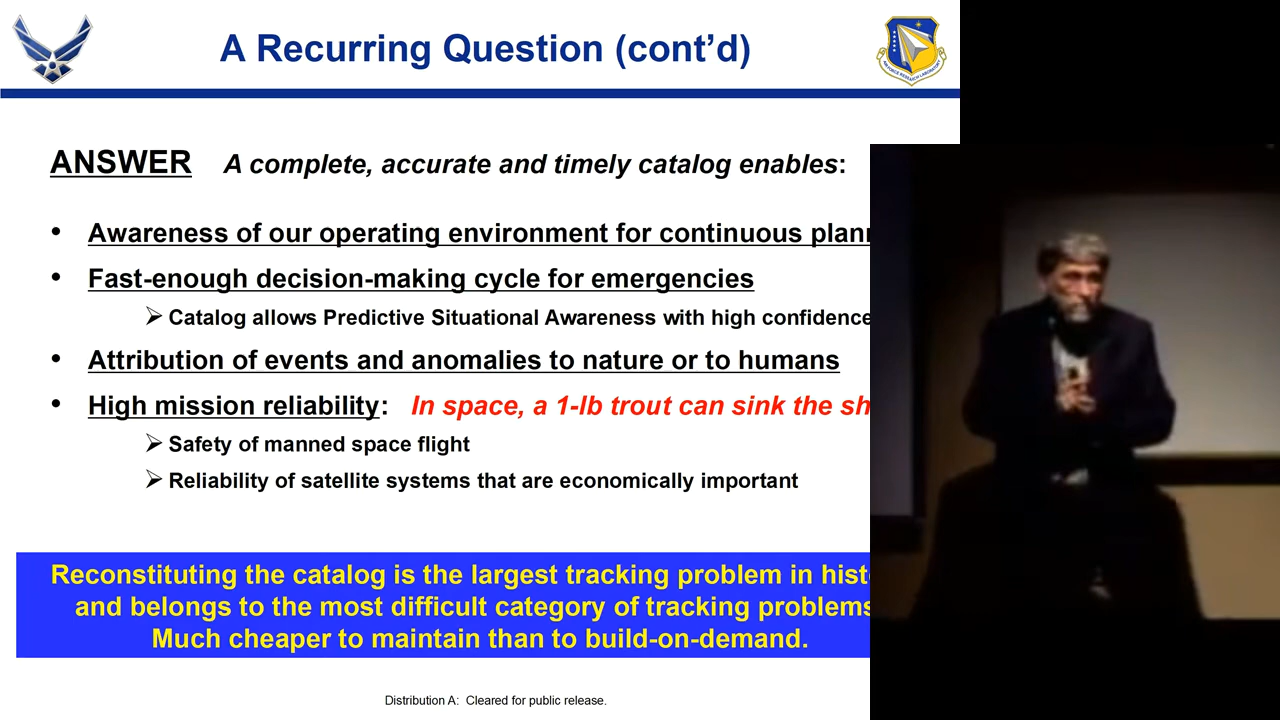 A Recurring Question (cont’d)
AIR FORCE RESEARCH LABORATORY
ANSWER A complete, accurate and timely catalog enables:
• Awareness of our operating environment for continuous
• Fast-enough decision-making cycle for emergencies
➢ Catalog allows Predictive Situational Awareness with high confidence
• Attribution of events and anomalies to nature or to humans
• High mission reliability: In space, a 1-lb trout can sink the
➢ Safety of manned space flight
➢ Reliability of satellite systems that are economically important
Reconstituting the catalog is the largest tracking problem in
and belongs to the most difficult category of tracking problems
Much cheaper to maintain than to build-on-demand.
Distribution A: Cleared for public release.